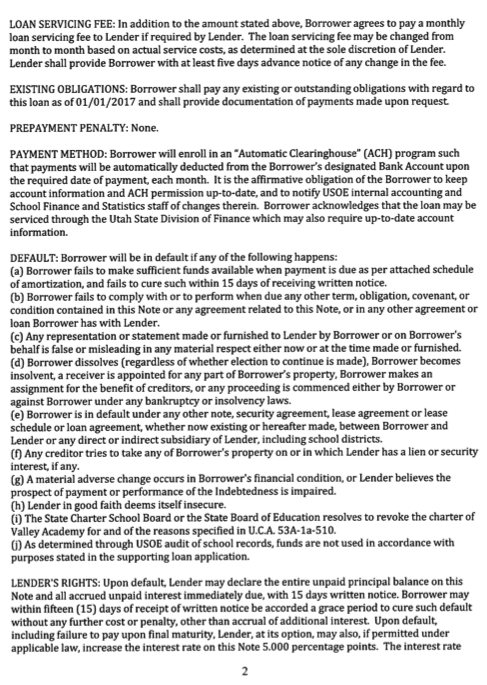 LOAN SERVICING FEE: In addition to the amount stated above, Borrower agrees to pay a monthly
loan servicing fee to Lender if required by Lender. The loan servicing fee may be changed from
month to month based on actual service costs, as determined at the sole discretion of Lender.
Lender shall provide Borrower with at least five days advance notice of any change in the fee.
EXISTING OBLIGATIONS: Borrower shall pay any existing or outstanding obligations with regard to
this loan as of 01/01/2017 and shall provide documentation of payments made upon request.
PREPAYMENT PENALTY: None.
PAYMENT METHOD: Borrower will enroll in an "Automatic Clearinghouse" (ACH) program such
that payments will be automatically deducted from the Borrower's designated Bank Account upon
the required date of payment, each month. It is the affirmative obligation of the Borrower to keep
account information and ACH permission up-to-date, and to notify USOE internal accounting and
School Finance and Statistics staff of changes therein. Borrower acknowledges that the loan may be
serviced through the Utah State Division of Finance which may also require up-to-date account
information.
DEFAULT: Borrower will be in default if any of the following happens:
(a) Borrower fails to make sufficient funds available when payment is due as per attached schedule
of amortization, and fails to cure such within 15 days of receiving written notice.
(b) Borrower fails to comply with or to perform when due any other term, obligation, covenant, or
condition contained in this Note or any agreement related to this Note, or in any other agreement or
loan Borrower has with Lender.
(c) Any representation or statement made or furnished to Lender by Borrower or on Borrower's
behalf is false or misleading in any material respect either now or at the time made or furnished.
(d) Borrower dissolves (regardless of whether election to continue is made), Borrower becomes
insolvent, a receiver is appointed for any part of Borrower's property, Borrower makes an
assignment for the benefit of creditors, or any proceeding is commenced either by Borrower or
against Borrower under any bankruptcy or insolvency laws.
(e) Borrower is in default under any other note, security agreement, lease agreement or lease
schedule or loan agreement, whether now existing or hereafter made, between Borrower and
Lender or any direct or indirect subsidiary of Lender, including school districts.
(f) Any creditor tries to take any of Borrower's property on or in which Lender has a lien or security
interest, if any.
(g) A material adverse change occurs in Borrower's financial condition, or Lender believes the
prospect of payment or performance of the Indebtedness is impaired.
(h) Lender in good faith deems itself insecure.
(i) The State Charter School Board or the State Board of Education resolves to revoke the charter of
Valley Academy for and of the reasons specified in U.C.A. 53A-1a-510.
(j) As determined through USOE audit of school records, funds are not used in accordance with
purposes stated in the supporting loan application.
LENDER'S RIGHTS: Upon default, Lender may declare the entire unpaid principal balance on this
Note and all accrued unpaid interest immediately due, with 15 days written notice. Borrower may
within fifteen (15) days of receipt of written notice be accorded a grace period to cure such default
without any further cost or penalty, other than accrual of additional interest. Upon default,
including failure to pay upon final maturity, Lender, at its option, may also, if permitted under
applicable law, increase the interest rate on this Note 5.000 percentage points. The interest rate
2